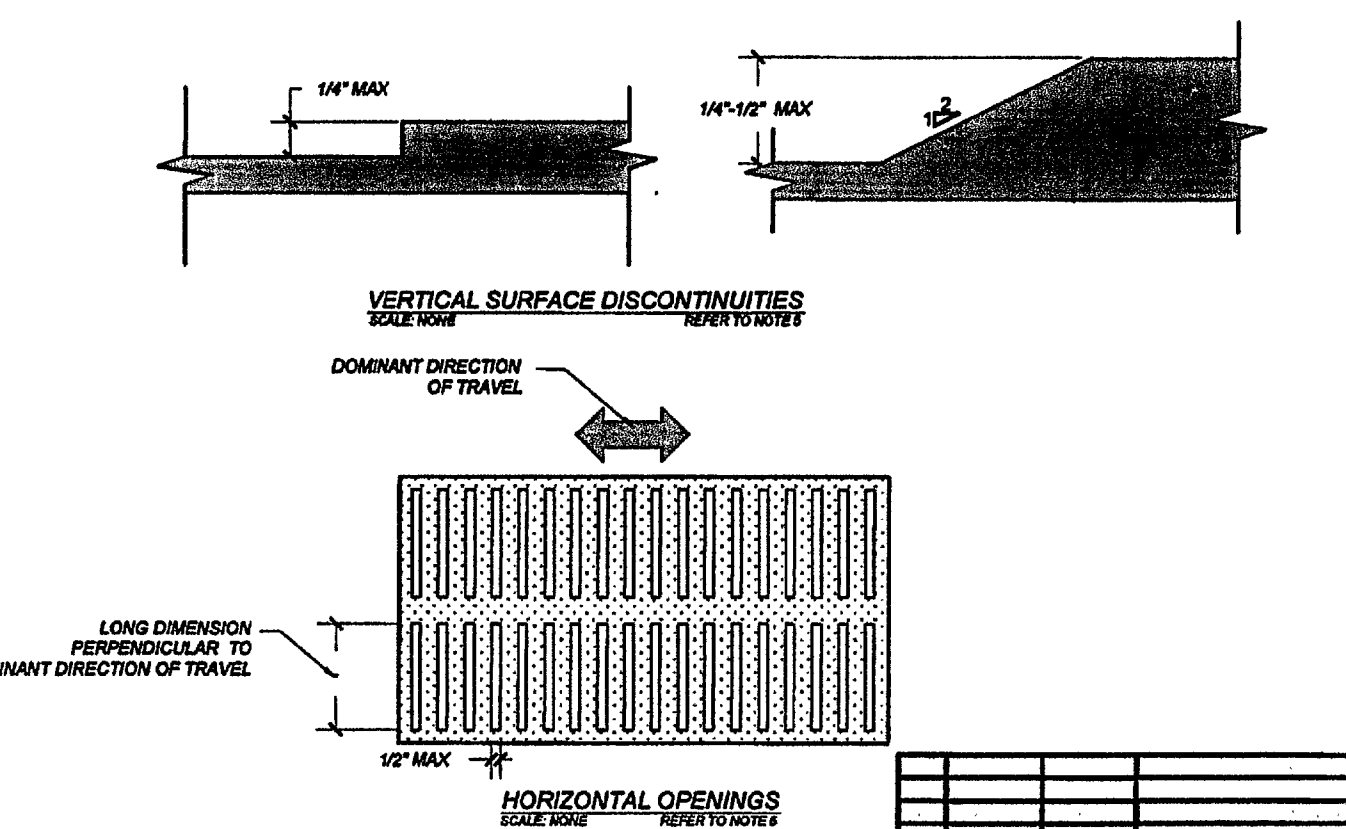 1/4" MAX
1/4"-1/2" MAX
2
1
VERTICAL SURFACE DISCONTINUITIES
SCALE: NONE REFER TO NOTE
DOMINANT DIRECTION
OF TRAVEL
LONG DIMENSION
PERPENDICULAR TO
INANT DIRECTION OF TRAVEL
1/2" MAX
HORIZONTAL OPENINGS
SCALE: NONE REFER TO NOTE